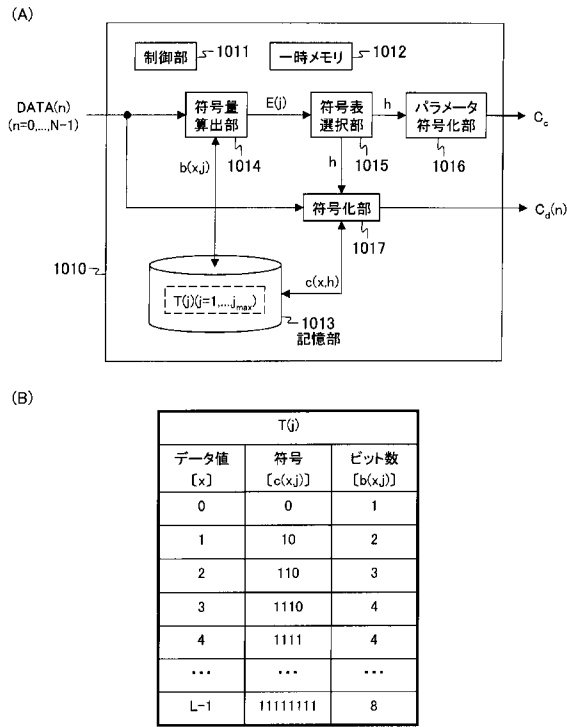 (A)
制御部
1011
一時メモリ
1012
DATA(n)
(n=0,...,N-1)
符号量
算出部
1014
E(j)
符号表
選択部
1015
h
パラメータ
符号化部
1016
Cc
b(x,j)
h
符号化部
1017
Cd(n)
1010
c(x,h)
T(j)(j=1,...,jmax)
1013
記憶部
(B)
T(j)
データ値 符号 ビット数
[x] [c(x,j)] [b(x,j)]
0 0 1
1 10 2
2 110 3
3 1110 4
4 1111 4
... ... ...
L-1 11111111 8